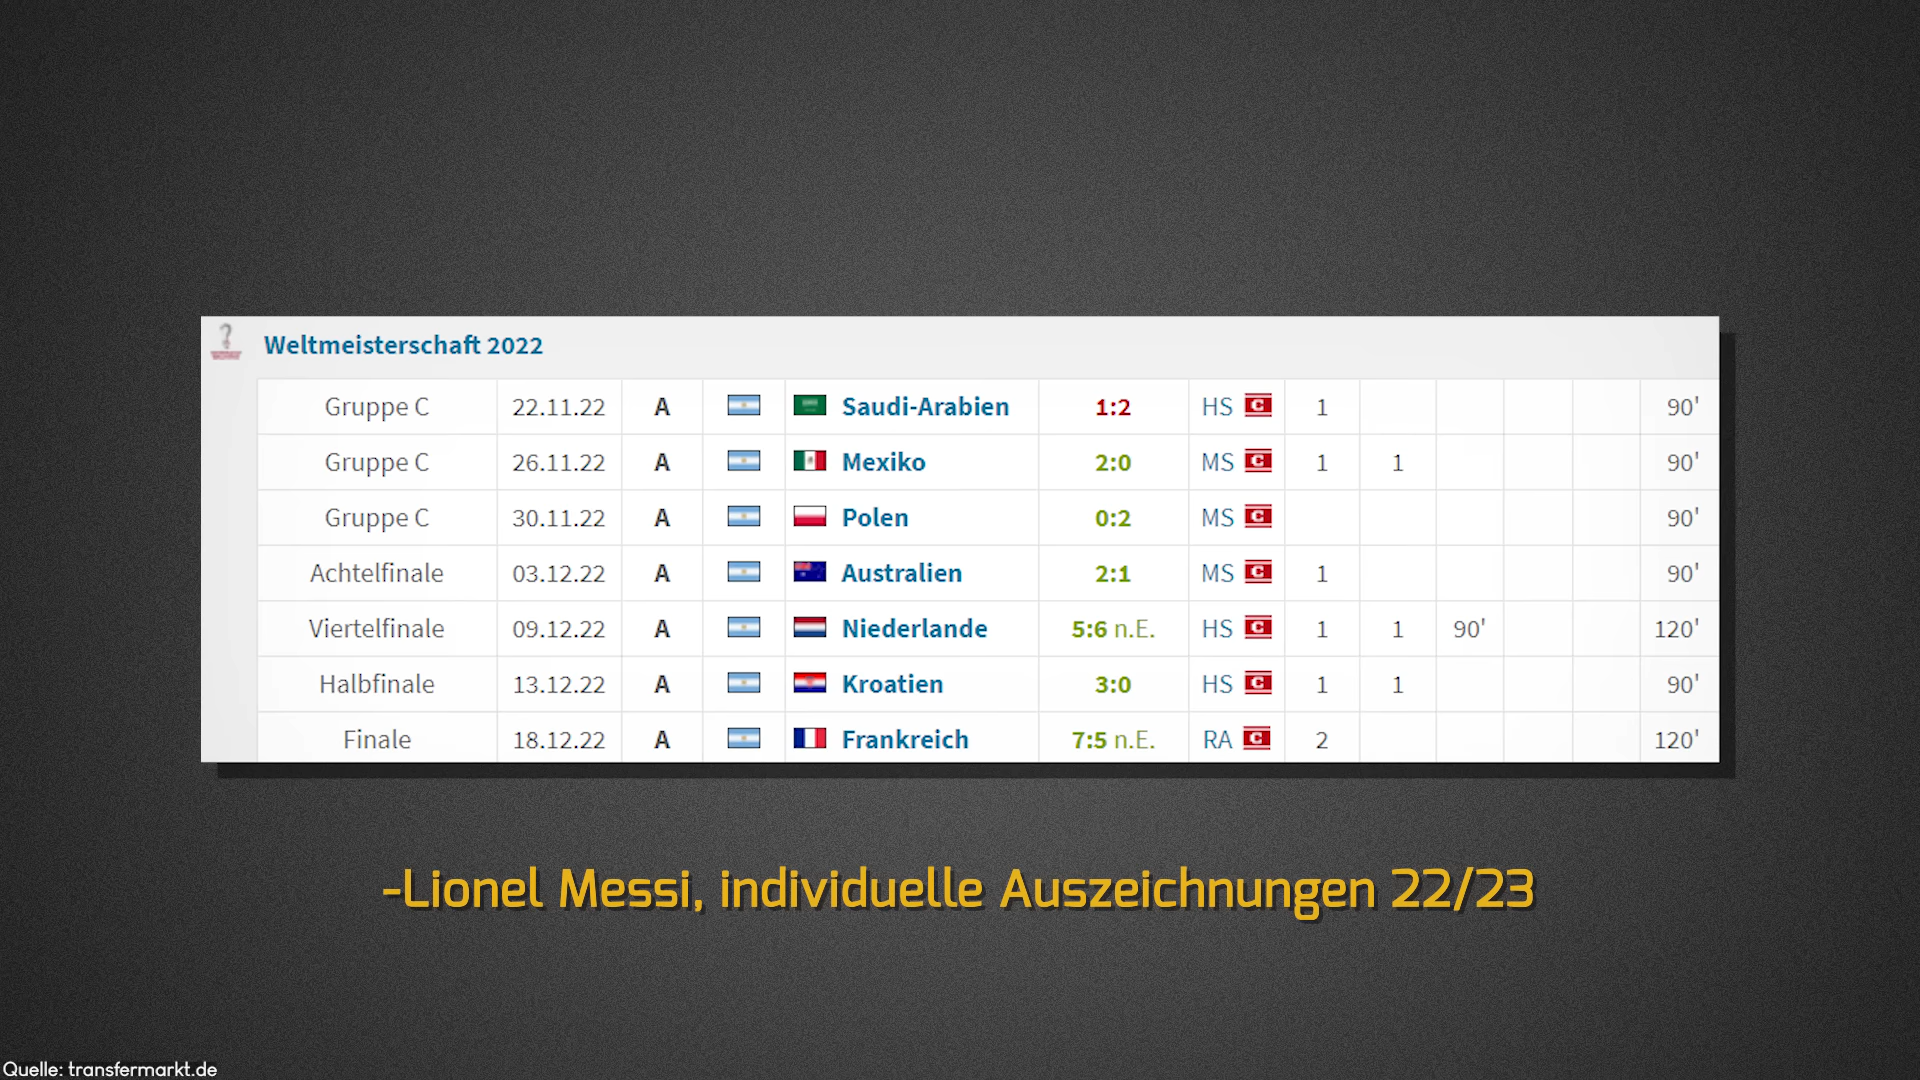 Weltmeisterschaft 2022
Gruppe C 22.11.22 A Saudi-Arabien 1:2 HS C 1 90'
Gruppe C 26.11.22 A Mexiko 2:0 MS C 1 1 90'
Gruppe C 30.11.22 A Polen 0:2 MS C 90'
Achtelfinale 03.12.22 A Australien 2:1 MS C 1 90'
Viertelfinale 09.12.22 A Niederlande 5:6 n.E. HS C 1 1 90' 120'
Halbfinale 13.12.22 A Kroatien 3:0 HS C 1 1 90'
Finale 18.12.22 A Frankreich 7:5 n.E. RA C 2 120'
-Lionel Messi, individuelle Auszeichnungen 22/23
Quelle: transfermarkt.de